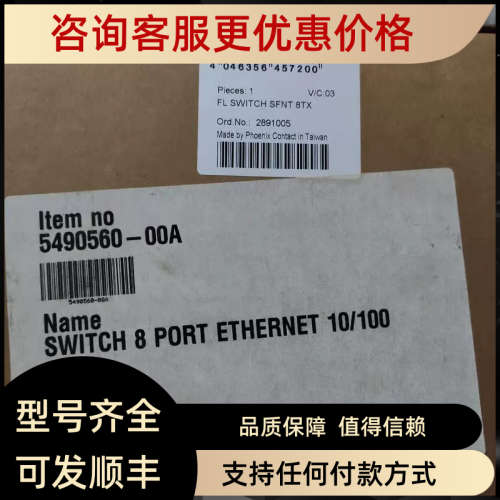 咨询客服更优惠价格
4 046356 457200
Pieces: 1 V/C:03
FL SWITCH SFNT 8TX
Ord.No.: 2891005
Made by Phoenix Contact in Taiwan
Item no
5490560-00A
5490560-00A
Name
SWITCH 8 PORT ETHERNET 10/100
型号齐全
品质保障 值得信赖
可发顺丰
支持任何付款方式